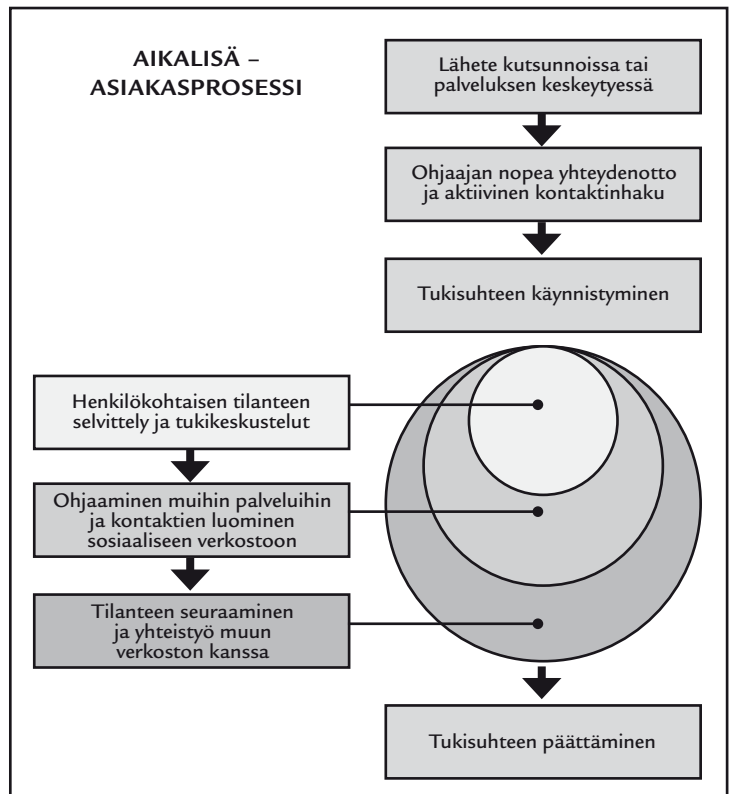 AIKALISÄ –
ASIAKASPROSESSI
Lähete kutsunnoissa tai
palveluksen keskeytyessä
Ohjaajan nopea yhteydenotto
ja aktiivinen kontaktinhaku
Tukisuhteen käynnistyminen
Henkilökohtaisen tilanteen
selvittely ja tukikeskustelut
Ohjaaminen muihin palveluihin
ja kontaktien luominen
sosiaaliseen verkostoon
Tilanteen seuraaminen
ja yhteistyö muun
verkoston kanssa
Tukisuhteen päättäminen